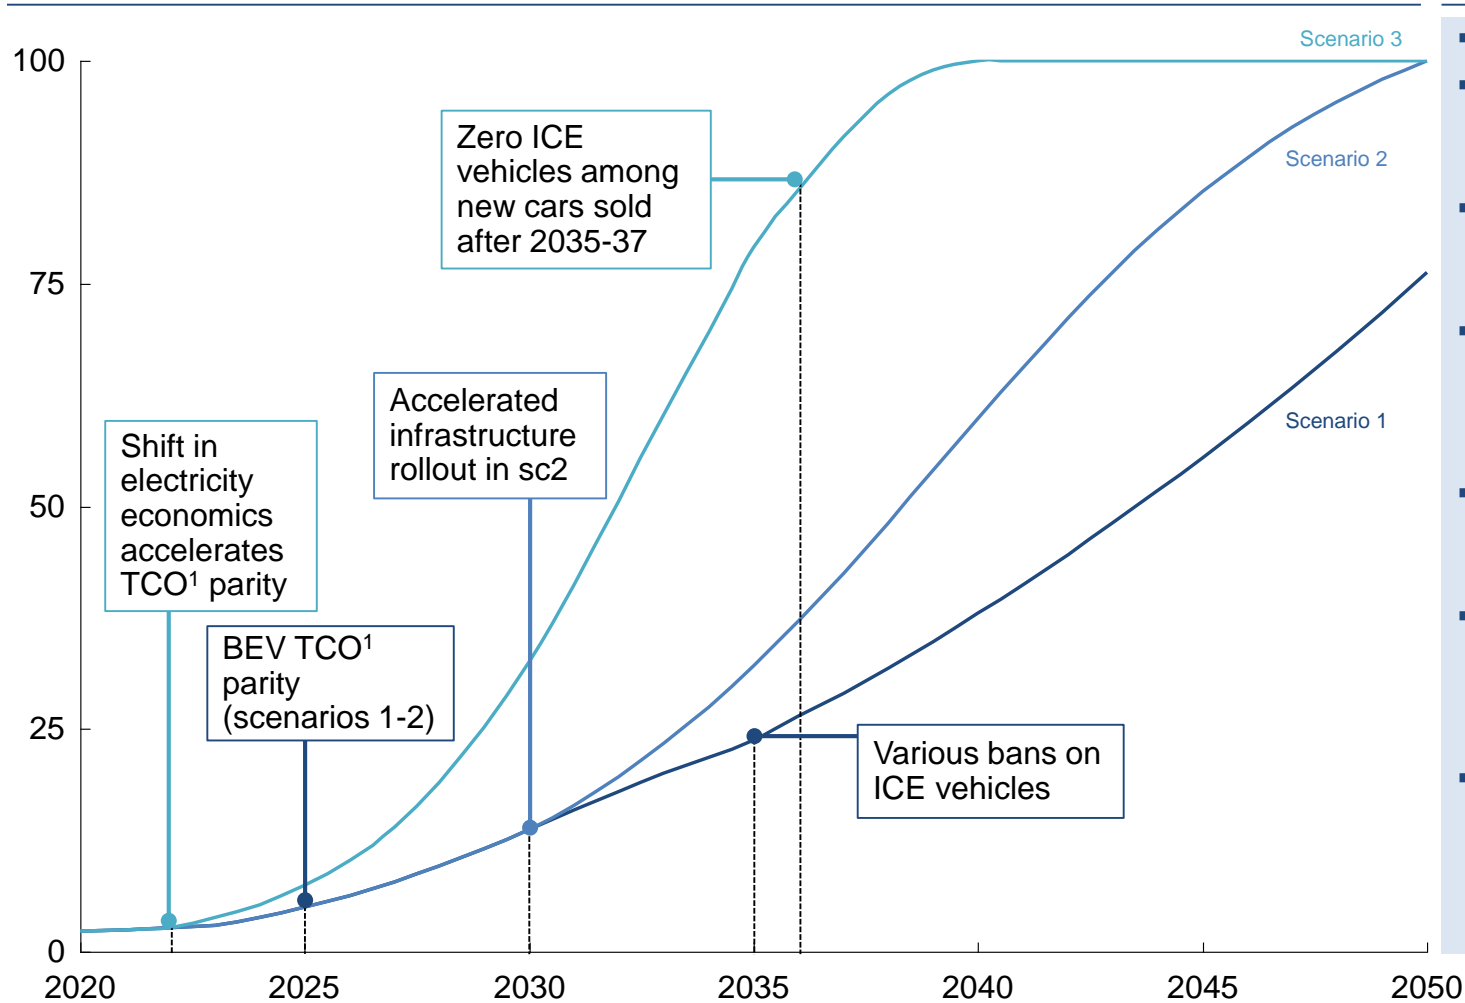 Scenario 3
100
Zero ICE
vehicles among
new cars sold
after 2035-37
Scenario 2
75
Accelerated
infrastructure
rollout in sc2
Scenario 1
Shift in
electricity
economics
accelerates
TCO¹ parity
50
BEV TCO¹
parity
(scenarios 1-2)
25
Various bans on
ICE vehicles
0
2020
2025
2030
2035
2040
2045
2050